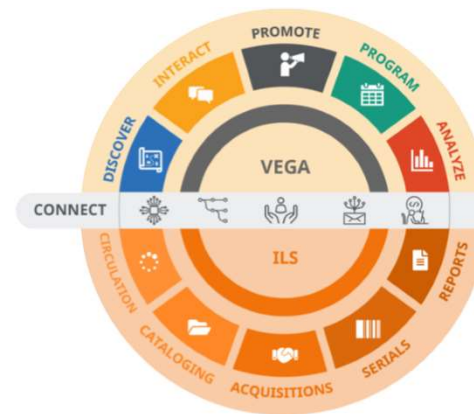 PROMOTE
INTERACT
PROGRAM
DISCOVER
ANALYZE
VEGA
CONNECT
ILS
CIRCULATION
REPORTS
CATALOGING
SERIALS
ACQUISITIONS